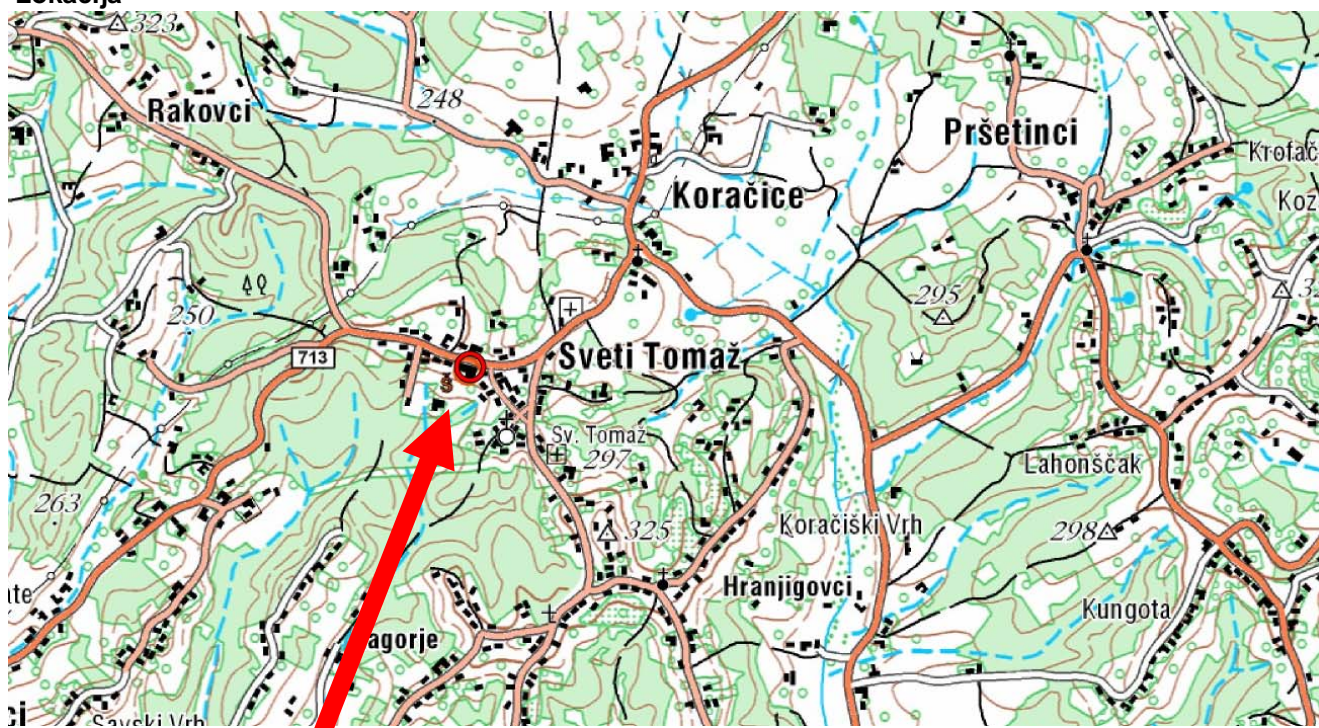 Lokacija
323
Rakovci
248
Pršetinci
Krofač
Koračice
Koz
295
250
713
Sveti Tomaž
Š
Sv. Tomaž
297
Lahonščak
263
325
Koračiški Vrh
298
Hranjigovci
Kungota
agorje
Savski Vrh